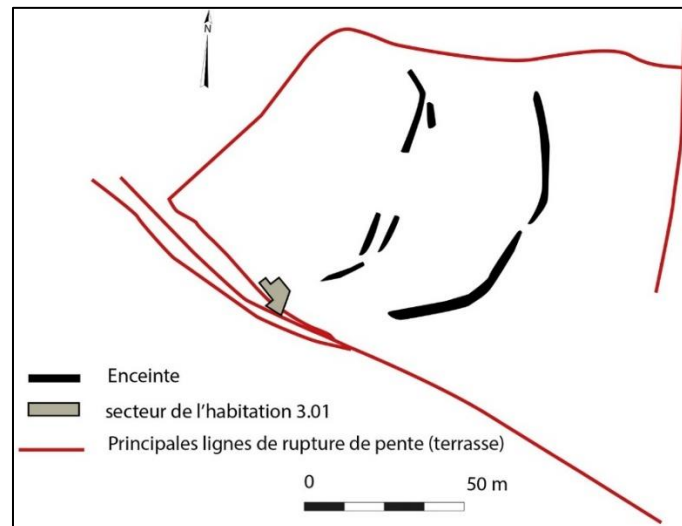 N
Enceinte
secteur de l'habitation 3.01
Principales lignes de rupture de pente (terrasse)
0 50 m